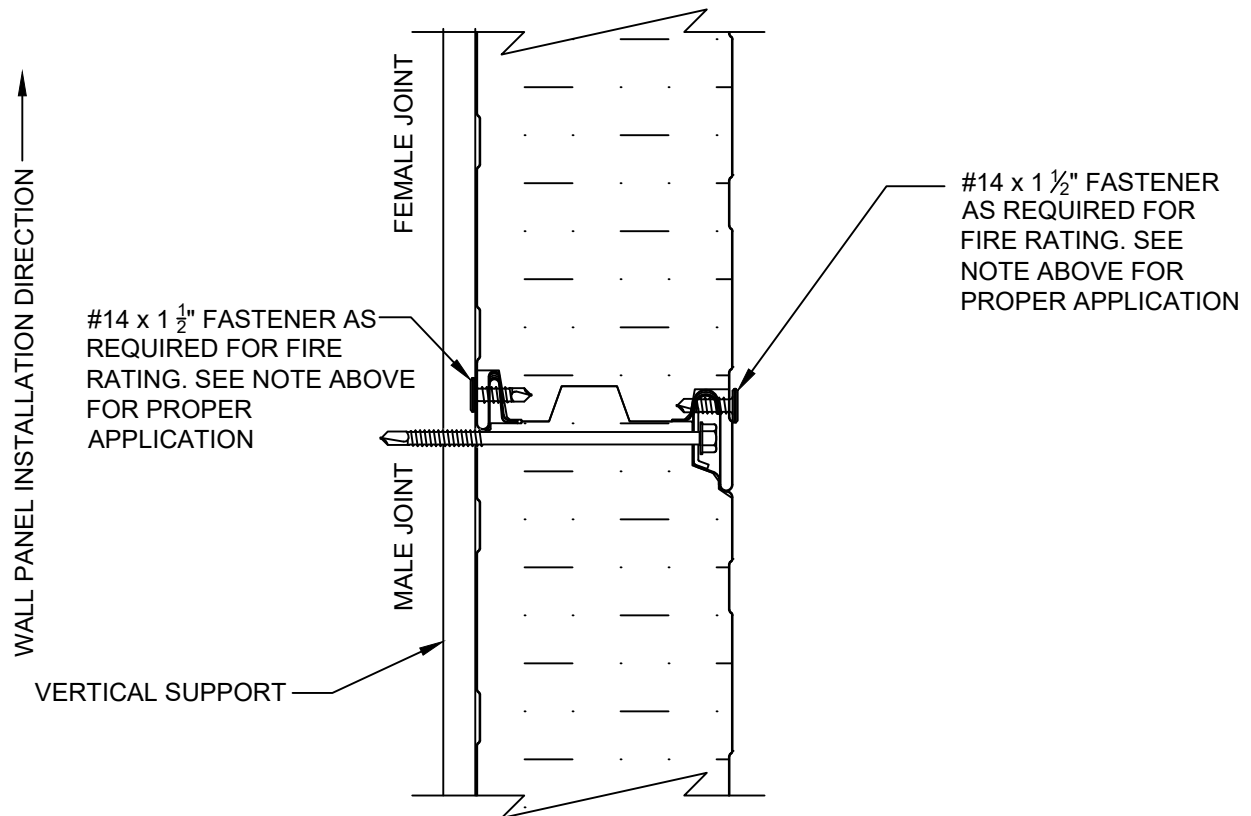 WALL PANEL INSTALLATION DIRECTION
FEMALE JOINT
#14 x 1 ½" FASTENER
AS REQUIRED FOR
FIRE RATING. SEE
NOTE ABOVE FOR
PROPER APPLICATION
#14 x 1 ½" FASTENER AS
REQUIRED FOR FIRE
RATING. SEE NOTE ABOVE
FOR PROPER
APPLICATION
MALE JOINT
VERTICAL SUPPORT